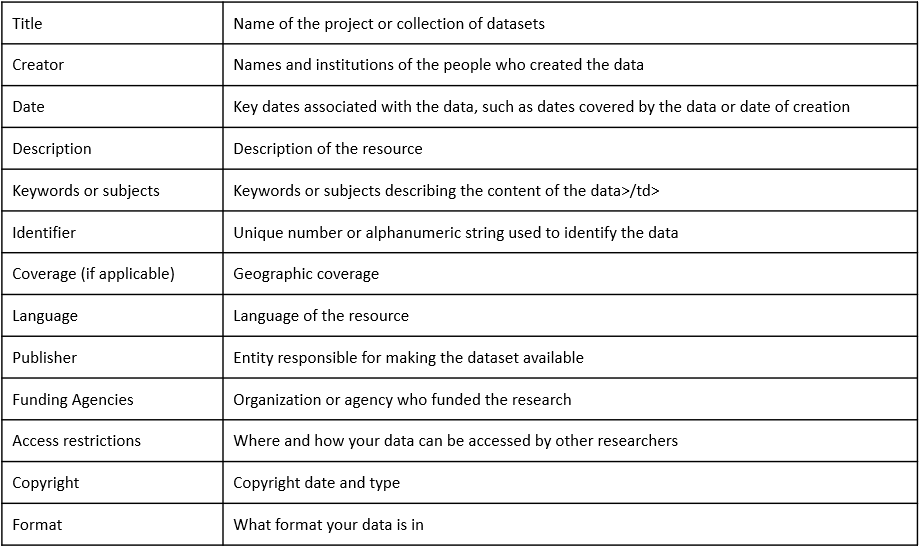 Title Name of the project or collection of datasets
Creator Names and institutions of the people who created the data
Date Key dates associated with the data, such as dates covered by the data or date of creation
Description Description of the resource
Keywords or subjects Keywords or subjects describing the content of the data>/td>
Identifier Unique number or alphanumeric string used to identify the data
Coverage (if applicable) Geographic coverage
Language Language of the resource
Publisher Entity responsible for making the dataset available
Funding Agencies Organization or agency who funded the research
Access restrictions Where and how your data can be accessed by other researchers
Copyright Copyright date and type
Format What format your data is in